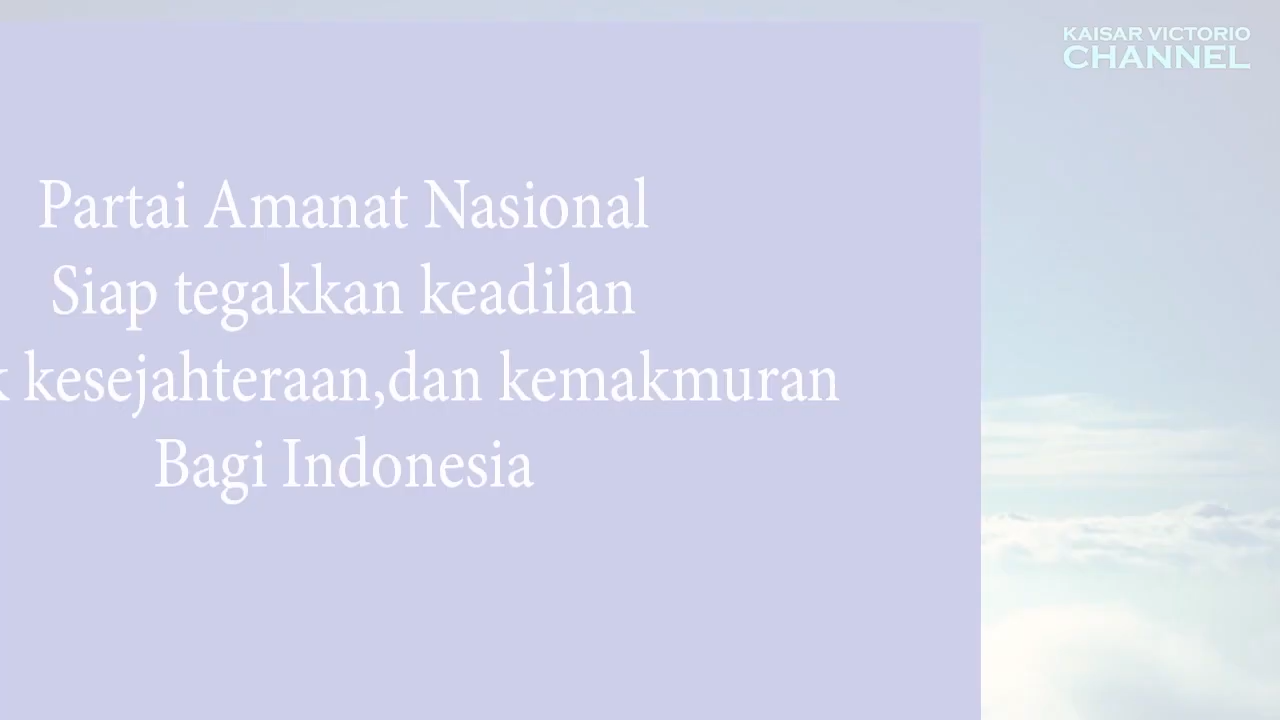 KAISAR VICTORIO
CHANNEL
Partai Amanat Nasional
Siap tegakkan keadilan
kesejahteraan,dan kemakmuran
Bagi Indonesia